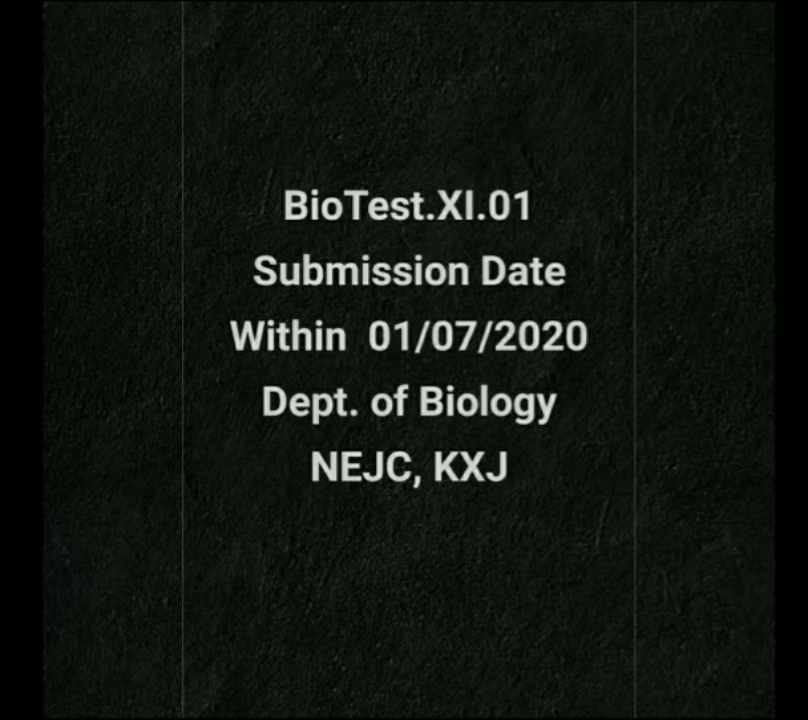 BioTest.XI.01
Submission Date
Within  01/07/2020
Dept. of Biology
NEJC, KXJ